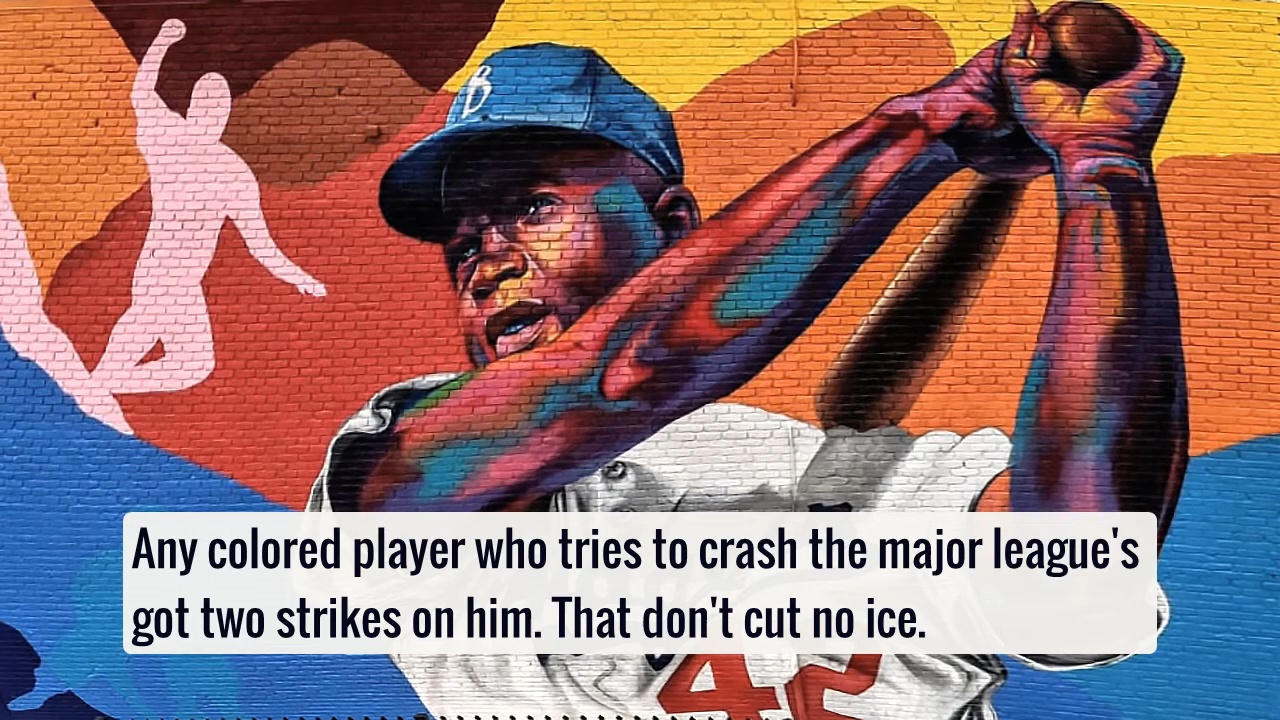 B
Any colored player who tries to crash the major league's
got two strikes on him. That don't cut no ice.
42